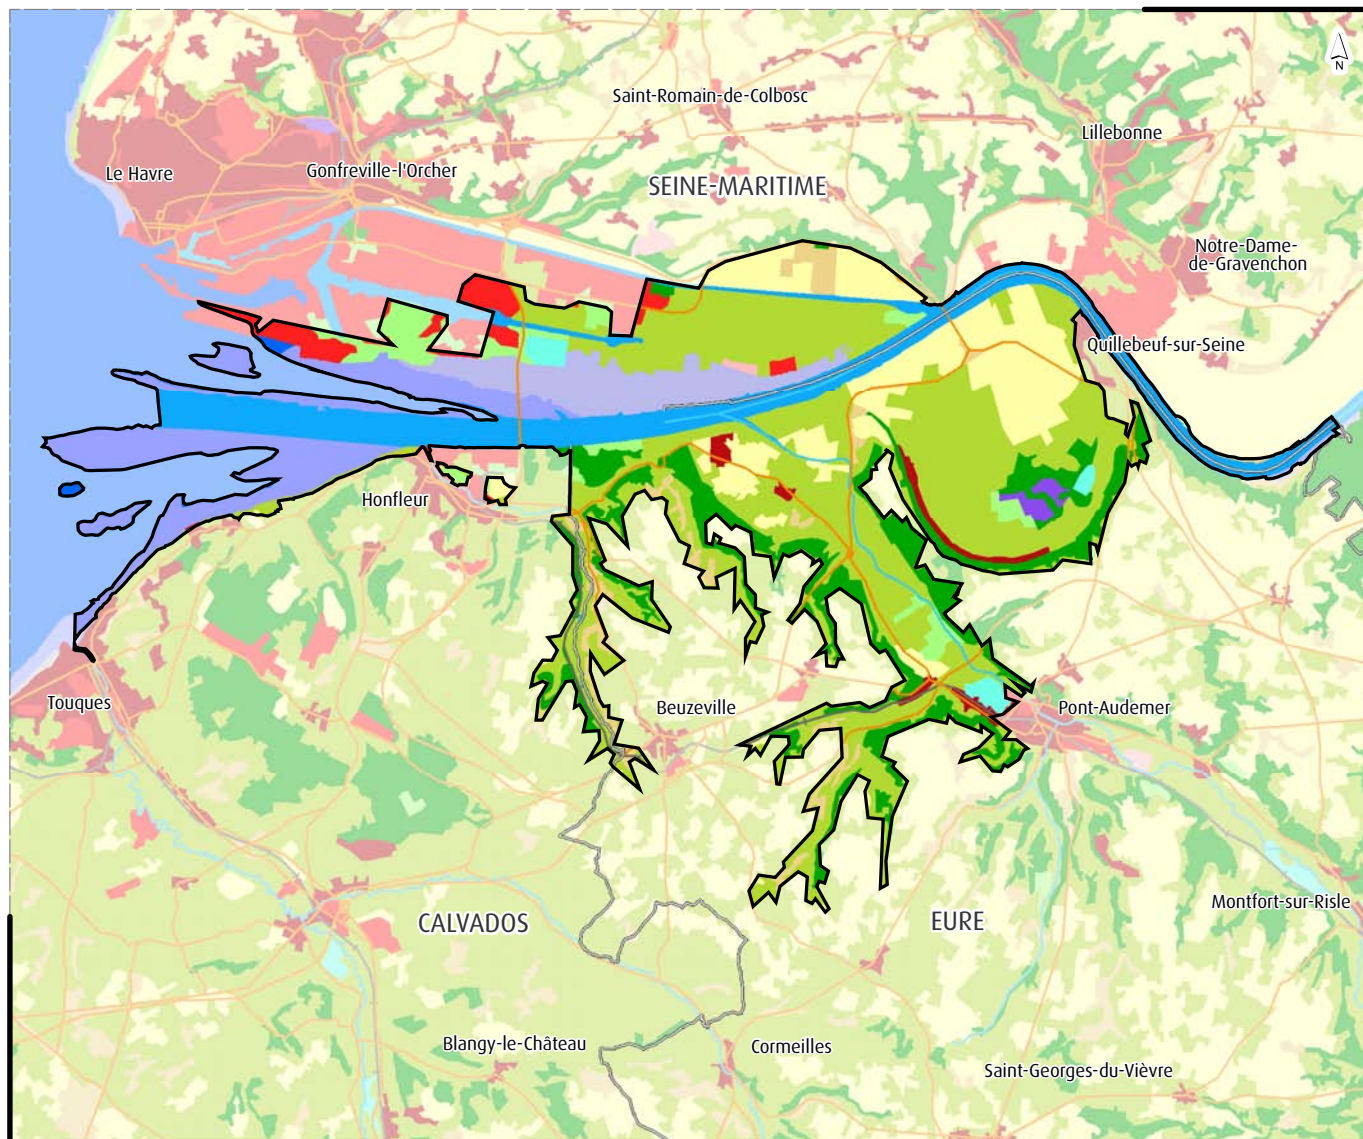 N
Saint-Romain-de-Colbosc
Lillebonne
Le Havre
Gonfreville-l'Orcher
SEINE-MARITIME
Notre-Dame-
de-Gravenchon
Quillebeuf-sur-Seine
Honfleur
Touques
Beuzeville
Pont-Audemer
Montfort-sur-Risle
CALVADOS
EURE
Blangy-le-Château
Cormeilles
Saint-Georges-du-Vièvre